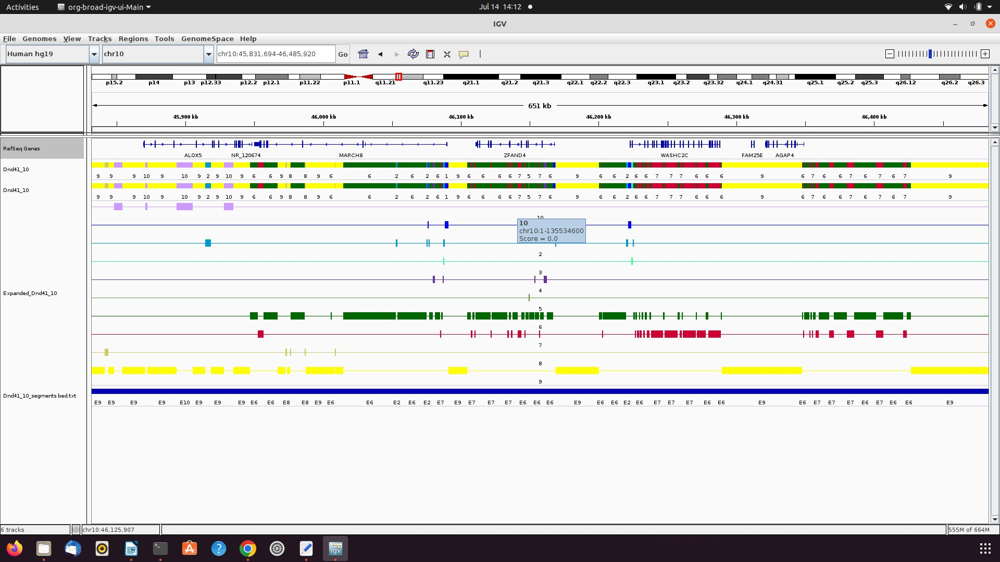 Activities org-broad-igv-ui-Main Jul 14 14:12
IGV
File Genomes View Tracks Regions Tools GenomeSpace Help
Human hg19 chr10 chr10:45,831,694-46,485,920 Go
p15.2 p14 p13 p12.33 p12.2 p12.1 p11.22 p11.1 q11.21 q11.23 q21.1 q21.2 q21.3 q22.1 q22.2 q22.3 q23.1 q23.2 q23.32 q24.1 q24.31 q25.1 q25.2 q25.3 q26.12 q26.2 q26.3
651 kb
45,900 kb 46,000 kb 46,100 kb 46,200 kb 46,300 kb 46,400 kb
RefSeq Genes
ALOX5 NR_120674 MARCH8 ZFAND4 WASHC2C FAM25E AGAP4
Dnd41_10
9 9 9 10 9 10 9 2 9 10 9 6 6 9 8 8 9 6 6 2 6 2 6 1 9 6 6 6 6 7 5 7 6 9 6 6 2 6 6 7 7 7 6 6 6 9 6 7 7 6 7 6 7 6 7 9
Dnd41_10
9 9 9 10 9 10 9 2 9 10 9 6 6 9 8 8 9 6 6 2 6 2 6 1 9 6 6 6 6 7 5 7 6 9 6 6 2 6 6 7 7 7 6 6 6 9 6 7 7 6 7 6 7 6 7 9
10
10
chr10:1-135534600
Score = 0.0
2
3
4
Expanded_Dnd41_10
5
6
7
8
9
Dnd41_10_segments.bed.txt
E9 E9 E9 E9 E10 E9 E9 E9 E6 E6 E8 E8 E9 E6 E6 E2 E6 E2 E7 E9 E7 E7 E7 E6 E6 E6 E9 E6 E6 E2 E6 E7 E7 E7 E6 E6 E9 E6 E7 E7 E7 E6 E7 E6 E6 E9
6 tracks chr10:46,125,907 555M of 664M
igv